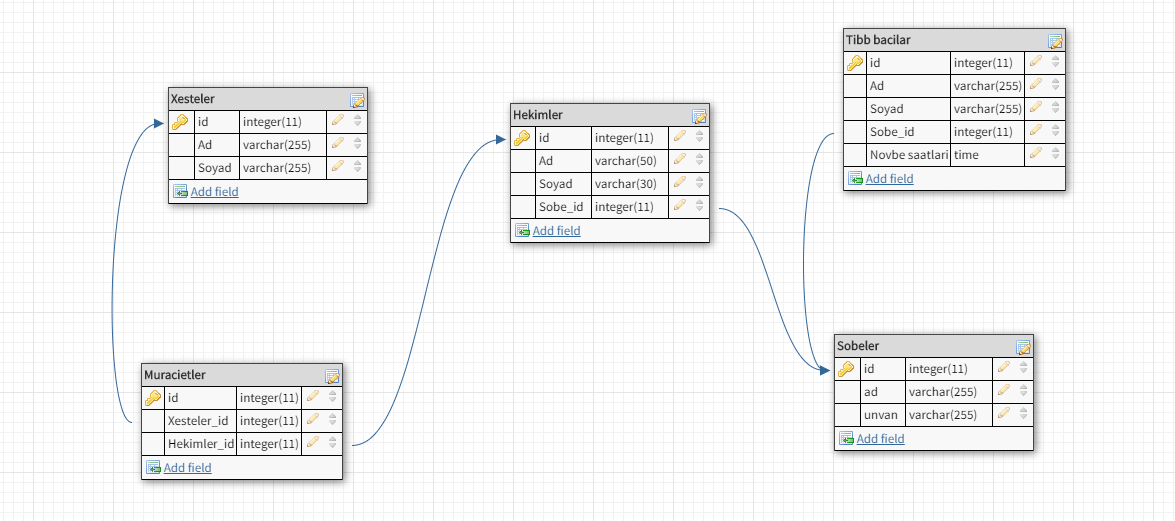 Xesteler
id integer(11)
Ad varchar(255)
Soyad varchar(255)
Add field
Muracietler
id integer(11)
Xesteler_id integer(11)
Hekimler_id integer(11)
Add field
Hekimler
id integer(11)
Ad varchar(50)
Soyad varchar(30)
Sobe_id integer(11)
Add field
Tibb bacilar
id integer(11)
Ad varchar(255)
Soyad varchar(255)
Sobe_id integer(11)
Novbe saatlari time
Add field
Sobeler
id integer(11)
ad varchar(255)
unvan varchar(255)
Add field